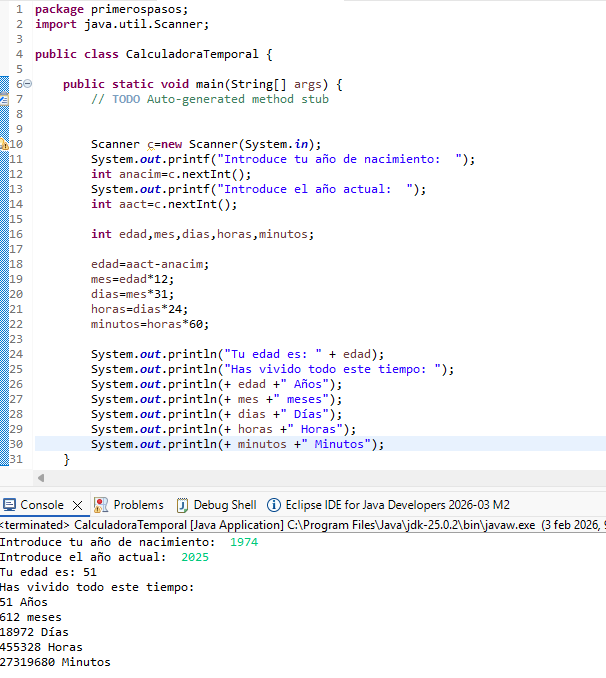 1 package primerospasos;
2 import java.util.Scanner;
3
4 public class CalculadoraTemporal {
5
6 public static void main(String[] args) {
7 // TODO Auto-generated method stub
8
9
10 Scanner c=new Scanner(System.in);
11 System.out.printf("Introduce tu año de nacimiento:  ");
12 int anacim=c.nextInt();
13 System.out.printf("Introduce el año actual:  ");
14 int aact=c.nextInt();
15
16 int edad,mes,dias,horas,minutos;
17
18 edad=aact-anacim;
19 mes=edad*12;
20 dias=mes*31;
21 horas=dias*24;
22 minutos=horas*60;
23
24 System.out.println("Tu edad es: " + edad);
25 System.out.println("Has vivido todo este tiempo: ");
26 System.out.println(+ edad +" Años");
27 System.out.println(+ mes +" meses");
28 System.out.println(+ dias +" Días");
29 System.out.println(+ horas +" Horas");
30 System.out.println(+ minutos +" Minutos");
31 }
Console Problems Debug Shell Eclipse IDE for Java Developers 2026-03 M2
<terminated> CalculadoraTemporal [Java Application] C:\Program Files\Java\jdk-25.0.2\bin\javaw.exe (3 feb 2026, 9
Introduce tu año de nacimiento:  1974
Introduce el año actual:  2025
Tu edad es: 51
Has vivido todo este tiempo:
51 Años
612 meses
18972 Días
455328 Horas
27319680 Minutos